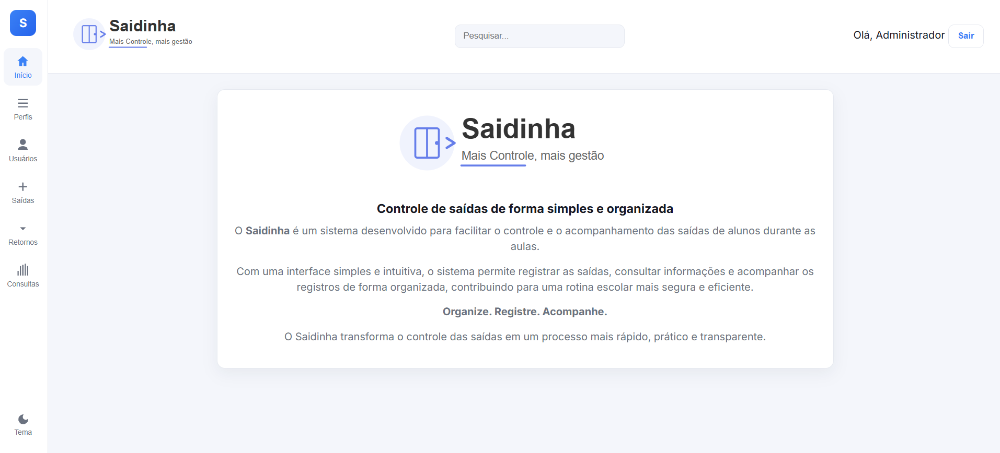 S
Início
Perfis
Usuários
Saídas
Retornos
Consultas
Tema
Saidinha
Mais Controle, mais gestão
Pesquisar...
Olá, Administrador
Sair
Saidinha
Mais Controle, mais gestão
Controle de saídas de forma simples e organizada
O Saidinha é um sistema desenvolvido para facilitar o controle e o acompanhamento das saídas de alunos durante as
aulas.
Com uma interface simples e intuitiva, o sistema permite registrar as saídas, consultar informações e acompanhar os
registros de forma organizada, contribuindo para uma rotina escolar mais segura e eficiente.
Organize. Registre. Acompanhe.
O Saidinha transforma o controle das saídas em um processo mais rápido, prático e transparente.